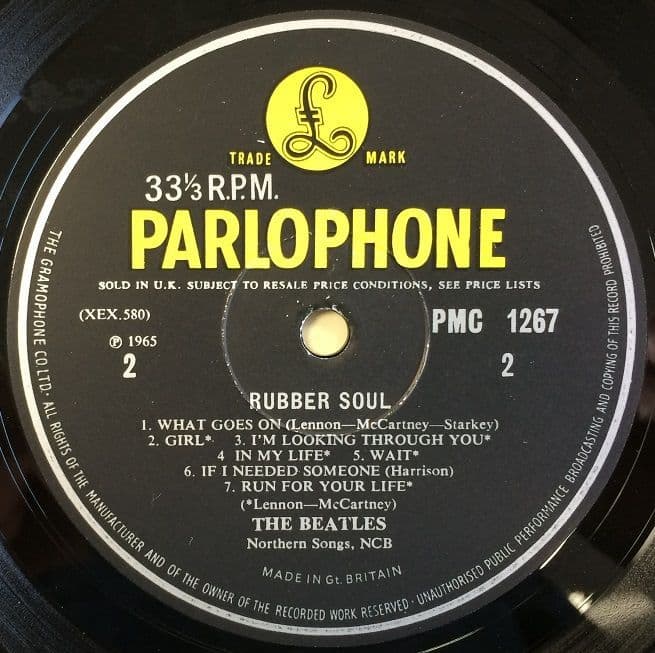 £
TRADE MARK
33⅓ R.P.M.
PARLOPHONE
SOLD IN U.K. SUBJECT TO RESALE PRICE CONDITIONS, SEE PRICE LISTS
(XEX.580)
PMC 1267
℗ 1965
2
2
RUBBER SOUL
1. WHAT GOES ON (Lennon—McCartney—Starkey)
2. GIRL* 3. I'M LOOKING THROUGH YOU*
4 IN MY LIFE* 5. WAIT*
6. IF I NEEDED SOMEONE (Harrison)
7. RUN FOR YOUR LIFE*
(*Lennon—McCartney)
THE BEATLES
Northern Songs, NCB
MADE IN Gt. BRITAIN
THE GRAMOPHONE CO. LTD. · ALL RIGHTS OF THE MANUFACTURER AND OF THE OWNER OF THE RECORDED WORK RESERVED · UNAUTHORISED PUBLIC PERFORMANCE BROADCASTING AND COPYING OF THIS RECORD PROHIBITED